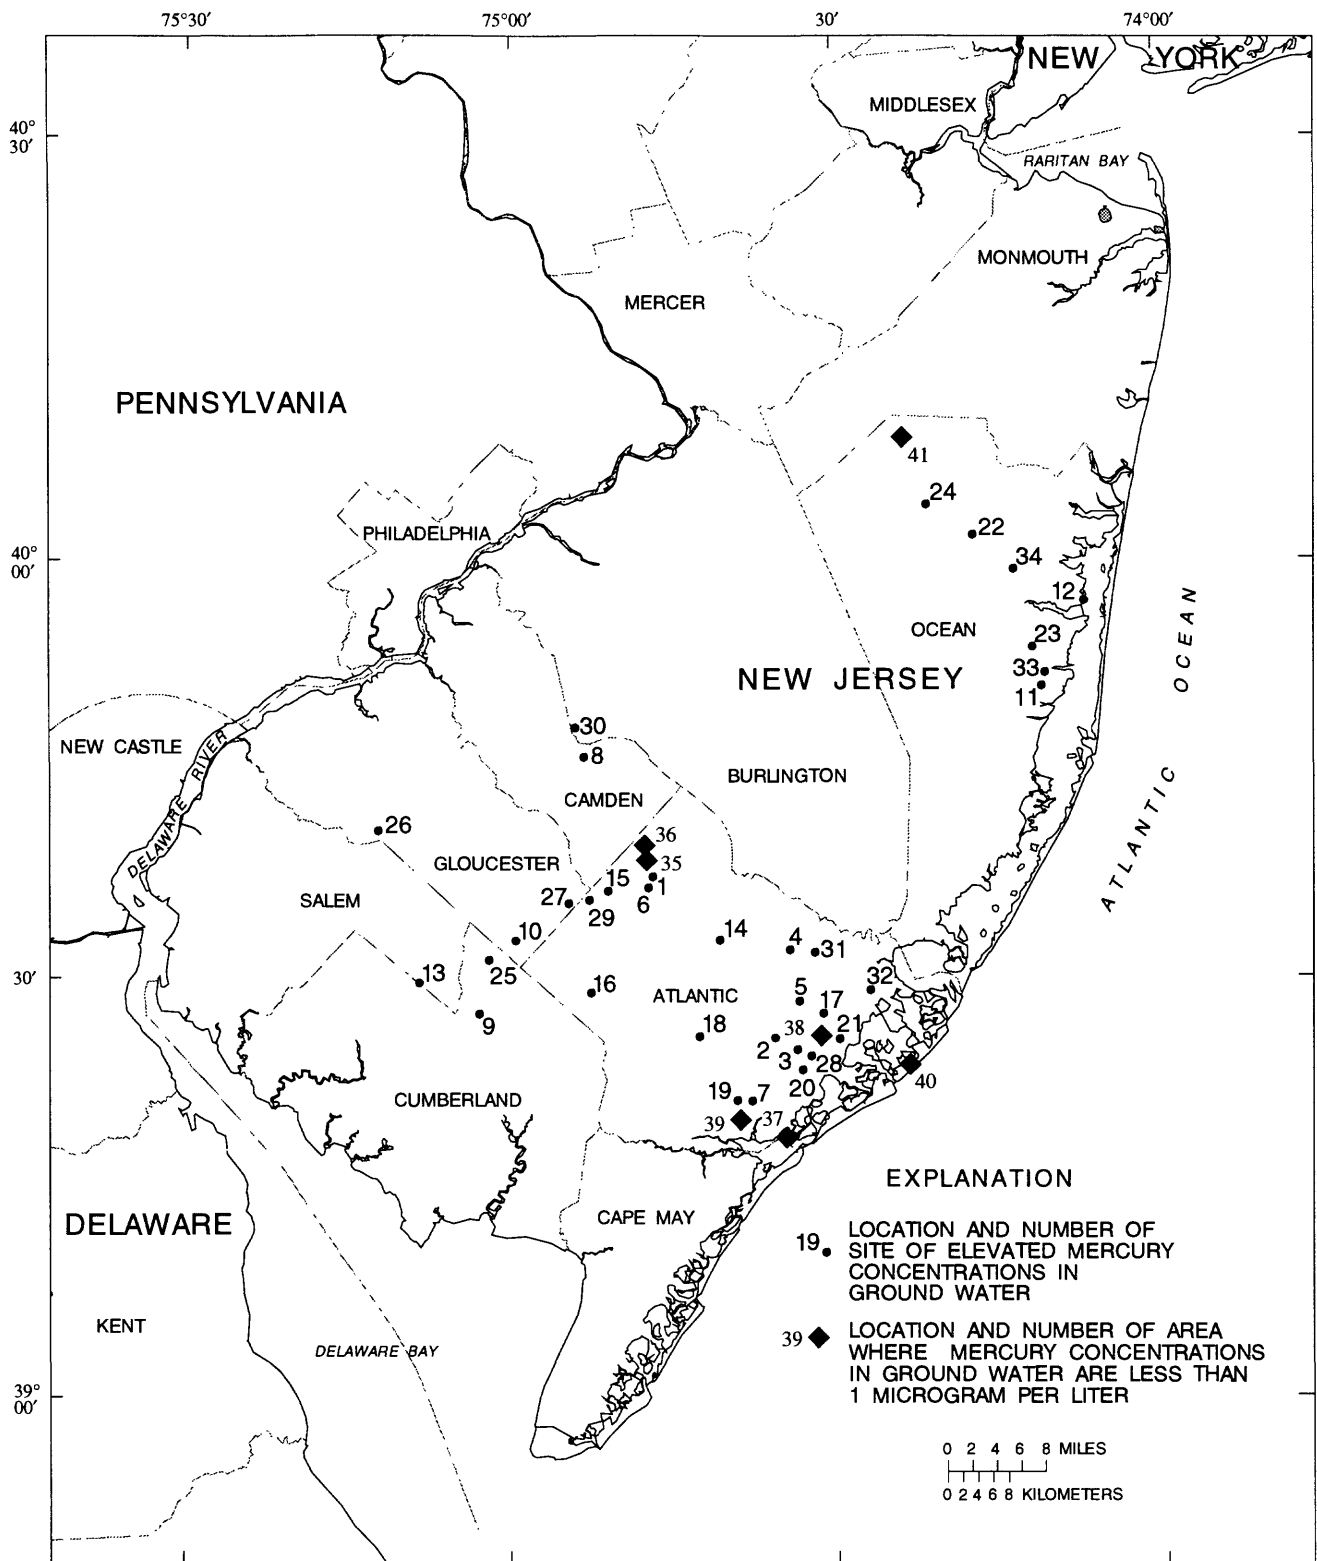 75°30'
75°00'
30'
74°00'
NEW YORK
MIDDLESEX
40°
30'
RARITAN BAY
MONMOUTH
MERCER
PENNSYLVANIA
41
24
PHILADELPHIA
22
40°
00'
34
12
OCEAN
23
NEW JERSEY
33
11
ATLANTIC OCEAN
30
NEW CASTLE
8
BURLINGTON
DELAWARE RIVER
CAMDEN
26
36
GLOUCESTER
35
15
1
SALEM
27
6
29
10
14
4
31
13
25
32
30'
16
ATLANTIC
5
17
9
18
38
21
2
3
28
20
40
CUMBERLAND
19
7
39
37
EXPLANATION
DELAWARE
CAPE MAY
19
LOCATION AND NUMBER OF
SITE OF ELEVATED MERCURY
CONCENTRATIONS IN
GROUND WATER
KENT
DELAWARE BAY
39
LOCATION AND NUMBER OF AREA
WHERE MERCURY CONCENTRATIONS
IN GROUND WATER ARE LESS THAN
1 MICROGRAM PER LITER
39°
00'
0 2 4 6 8 MILES
0 2 4 6 8 KILOMETERS